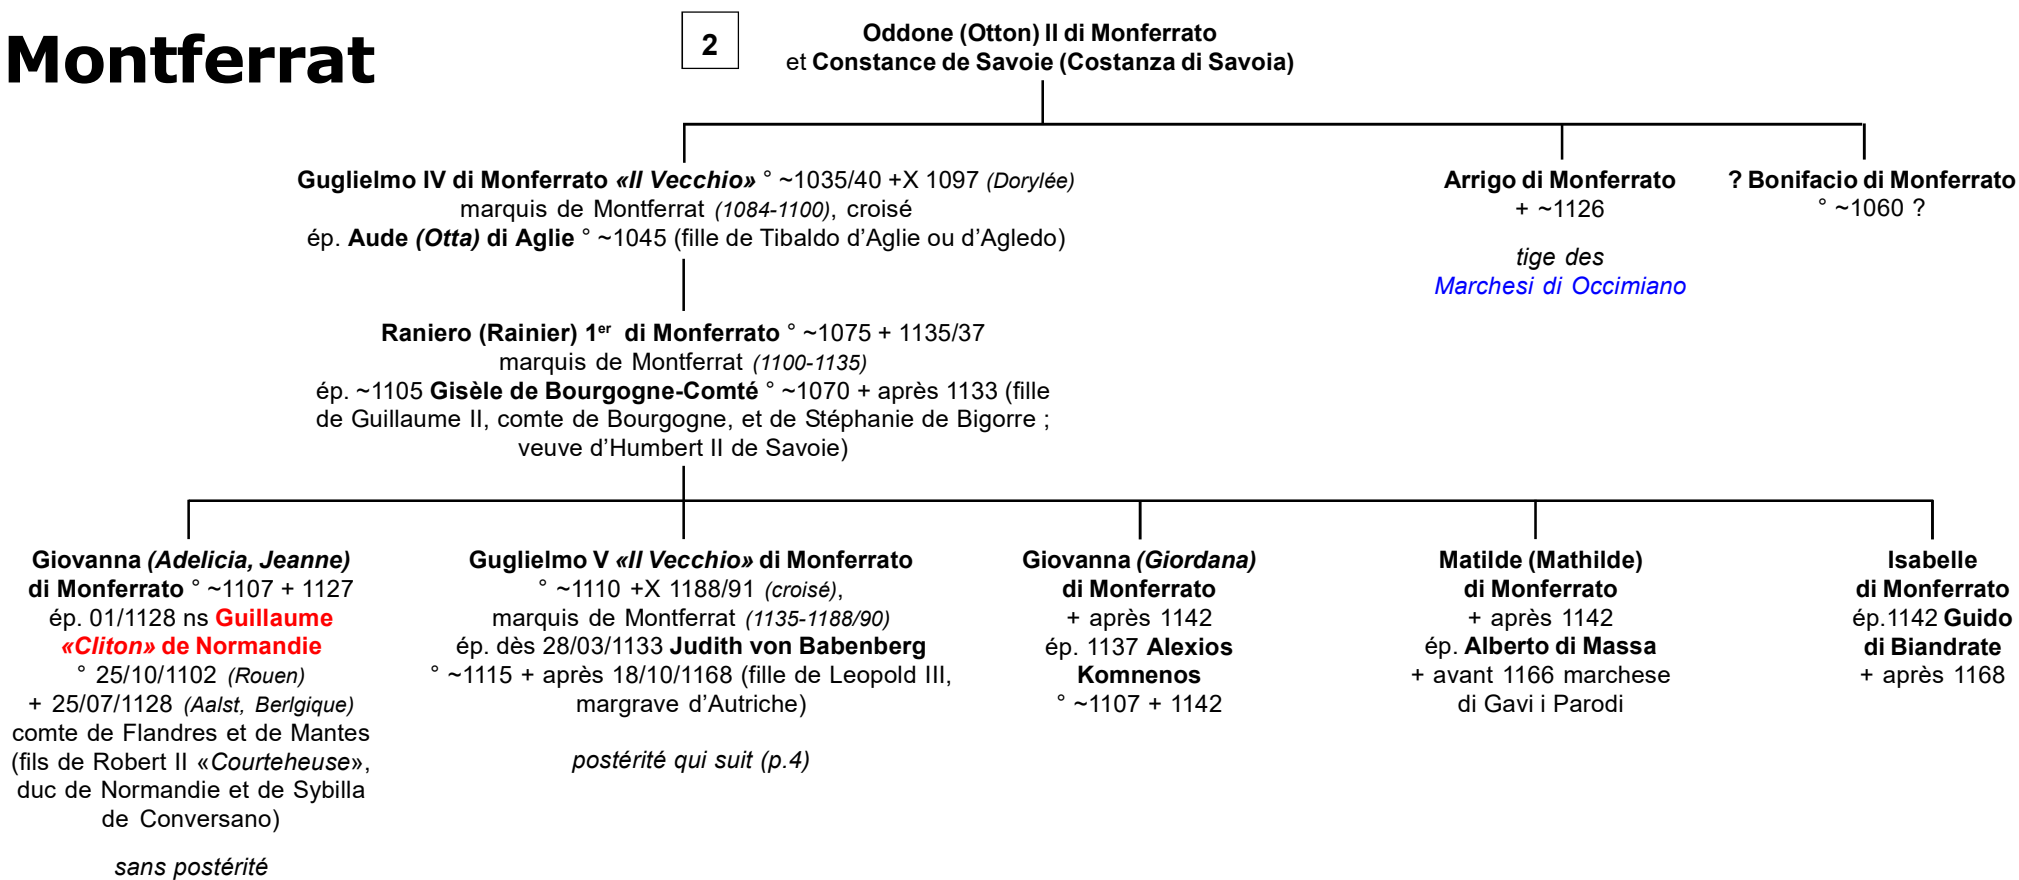 Montferrat
2
Oddone (Otton) II di Monferrato
et Constance de Savoie (Costanza di Savoia)
Guglielmo IV di Monferrato «Il Vecchio» ° ~1035/40 +X 1097 (Dorylée)
marquis de Montferrat (1084-1100), croisé
ép. Aude (Otta) di Aglie ° ~1045 (fille de Tibaldo d’Aglie ou d’Agledo)
Arrigo di Monferrato
+ ~1126
tige des
Marchesi di Occimiano
? Bonifacio di Monferrato
° ~1060 ?
Raniero (Rainier) 1er di Monferrato ° ~1075 + 1135/37
marquis de Montferrat (1100-1135)
ép. ~1105 Gisèle de Bourgogne-Comté ° ~1070 + après 1133 (fille
de Guillaume II, comte de Bourgogne, et de Stéphanie de Bigorre ;
veuve d’Humbert II de Savoie)
Giovanna (Adelicia, Jeanne)
di Monferrato ° ~1107 + 1127
ép. 01/1128 ns Guillaume
«Cliton» de Normandie
° 25/10/1102 (Rouen)
+ 25/07/1128 (Aalst, Berlgique)
comte de Flandres et de Mantes
(fils de Robert II «Courteheuse»,
duc de Normandie et de Sybilla
de Conversano)
sans postérité
Guglielmo V «Il Vecchio» di Monferrato
° ~1110 +X 1188/91 (croisé),
marquis de Montferrat (1135-1188/90)
ép. dès 28/03/1133 Judith von Babenberg
° ~1115 + après 18/10/1168 (fille de Leopold III,
margrave d’Autriche)
postérité qui suit (p.4)
Giovanna (Giordana)
di Monferrato
+ après 1142
ép. 1137 Alexios
Komnenos
° ~1107 + 1142
Matilde (Mathilde)
di Monferrato
+ après 1142
ép. Alberto di Massa
+ avant 1166 marchese
di Gavi i Parodi
Isabelle
di Monferrato
ép.1142 Guido
di Biandrate
+ après 1168